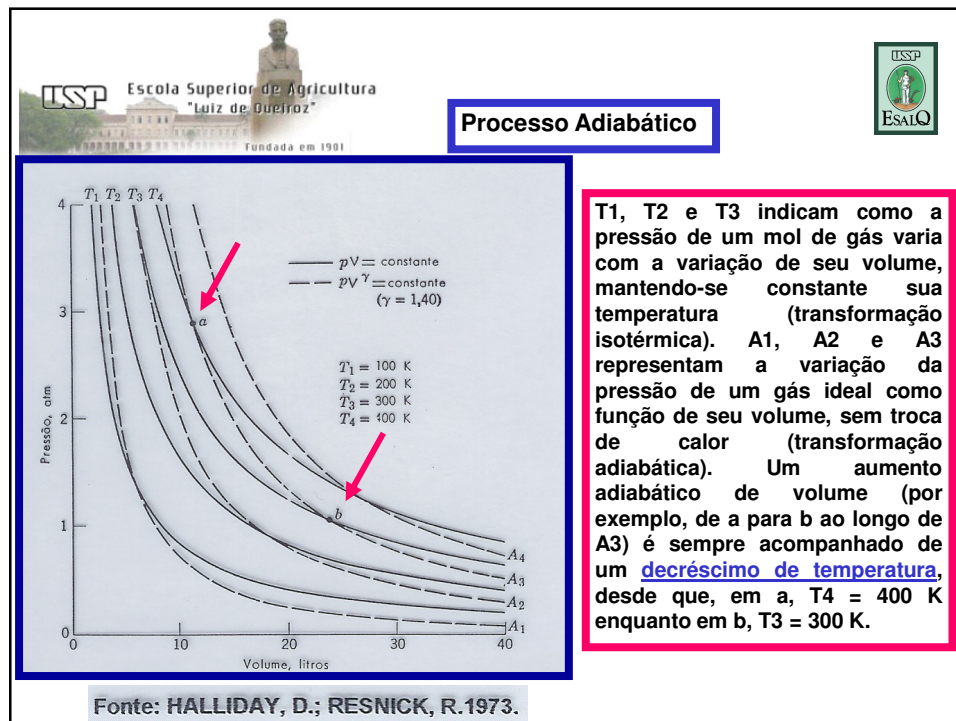 USP
Escola Superior de Agricultura
"Luiz de Queiroz"
Fundada em 1901
Processo Adiabático
USP
ESALQ
T1 T2 T3 T4
4
3
2
1
0
Pressão, atm
a
b
pV = constante
pVγ = constante
(γ = 1,40)
T1 = 100 K
T2 = 200 K
T3 = 300 K
T4 = 400 K
A4
A3
A2
A1
0 10 20 30 40
Volume, litros
T1, T2 e T3 indicam como a
pressão de um mol de gás varia
com a variação de seu volume,
mantendo-se constante sua
temperatura (transformação
isotérmica). A1, A2 e A3
representam a variação da
pressão de um gás ideal como
função de seu volume, sem troca
de calor (transformação
adiabática). Um aumento
adiabático de volume (por
exemplo, de a para b ao longo de
A3) é sempre acompanhado de
um decréscimo de temperatura,
desde que, em a, T4 = 400 K
enquanto em b, T3 = 300 K.
Fonte: HALLIDAY, D.; RESNICK, R.1973.